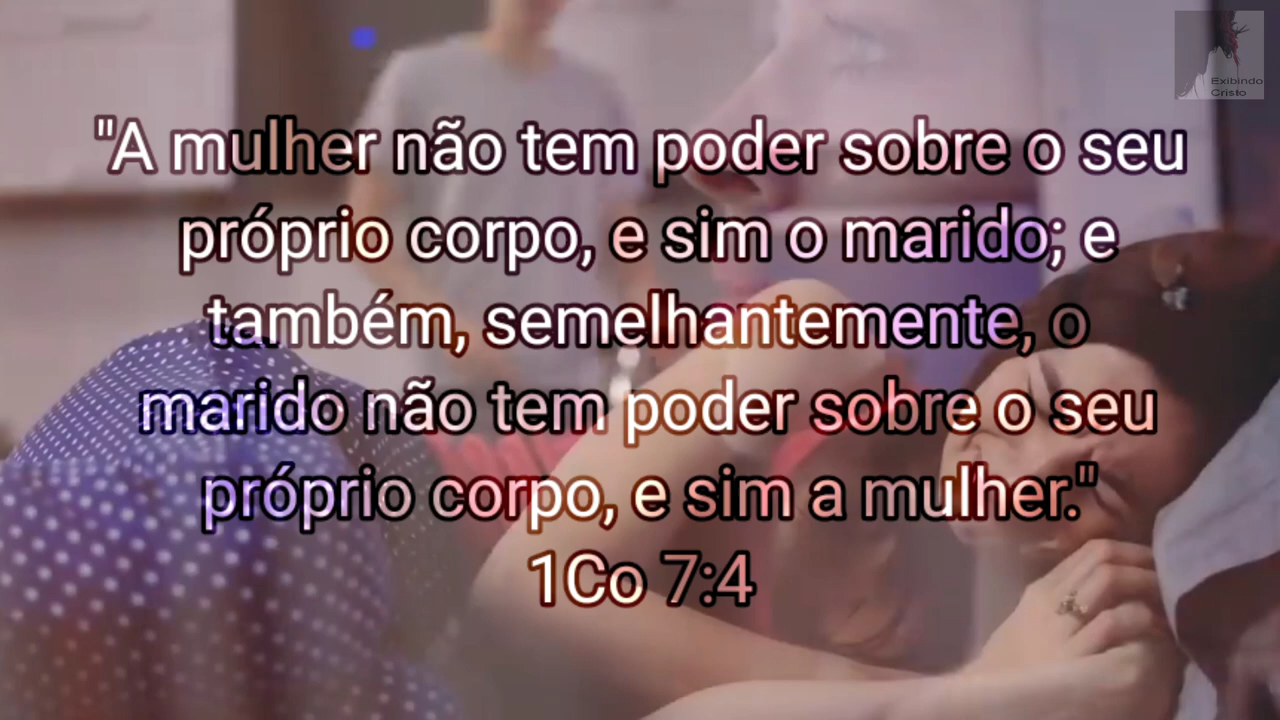 Exibindo
Cristo
"A mulher não tem poder sobre o seu
próprio corpo, e sim o marido; e
também, semelhantemente, o
marido não tem poder sobre o seu
próprio corpo, e sim a mulher."
1Co 7:4